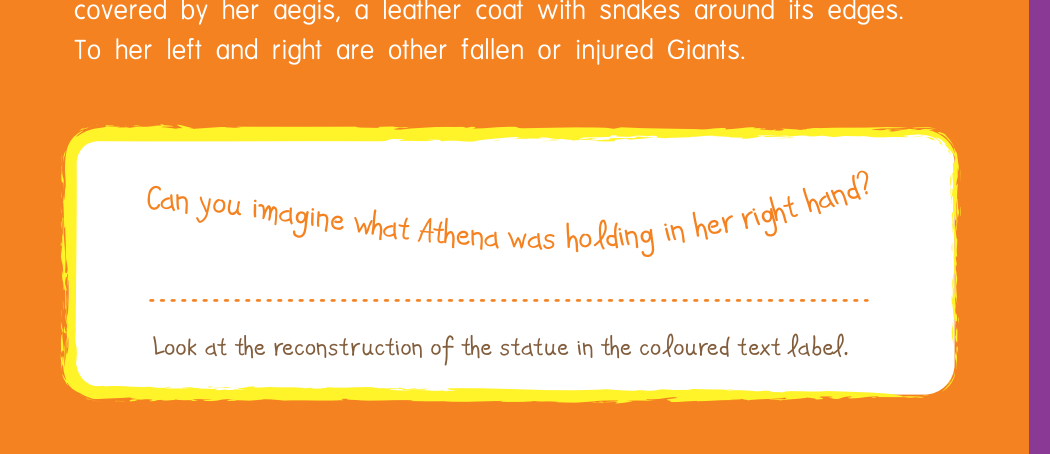 covered by her aegis, a leather coat with snakes around its edges.
To her left and right are other fallen or injured Giants.
Can you imagine what Athena was holding in her right hand?
Look at the reconstruction of the statue in the coloured text label.